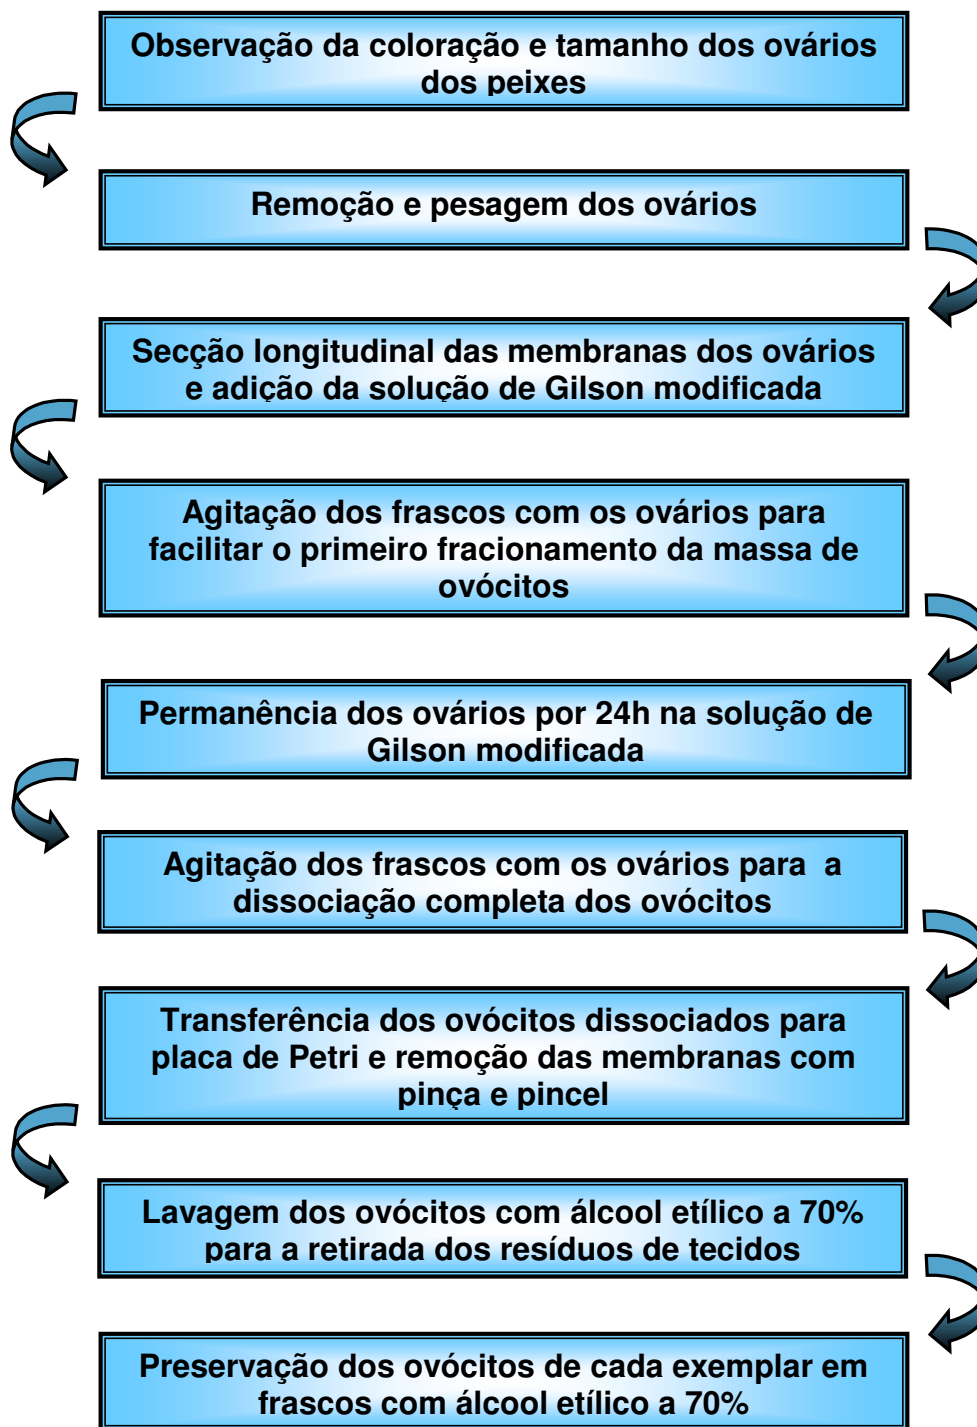 Observação da coloração e tamanho dos ovários
dos peixes
Remoção e pesagem dos ovários
Secção longitudinal das membranas dos ovários
e adição da solução de Gilson modificada
Agitação dos frascos com os ovários para
facilitar o primeiro fracionamento da massa de
ovócitos
Permanência dos ovários por 24h na solução de
Gilson modificada
Agitação dos frascos com os ovários para a
dissociação completa dos ovócitos
Transferência dos ovócitos dissociados para
placa de Petri e remoção das membranas com
pinça e pincel
Lavagem dos ovócitos com álcool etílico a 70%
para a retirada dos resíduos de tecidos
Preservação dos ovócitos de cada exemplar em
frascos com álcool etílico a 70%